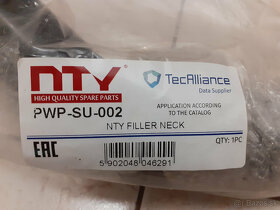 NTY
HIGH QUALITY SPARE PARTS
TecAlliance
Data Supplier
PWP-SU-002
APPLICATION ACCORDING
TO THE CATALOG
NTY FILLER NECK
EAC
QTY: 1PC
5 902048 046291